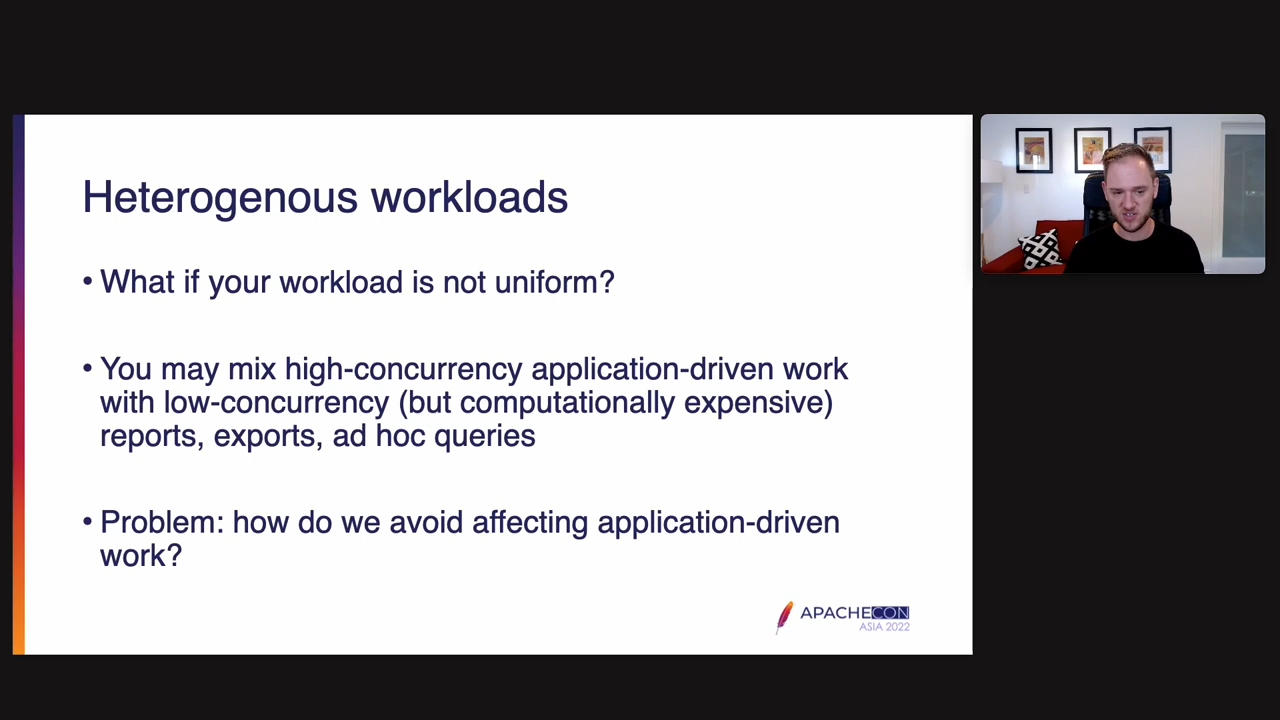 Heterogenous workloads
• What if your workload is not uniform?
• You may mix high-concurrency application-driven work
with low-concurrency (but computationally expensive)
reports, exports, ad hoc queries
• Problem: how do we avoid affecting application-driven
work?
APACHECON
ASIA 2022